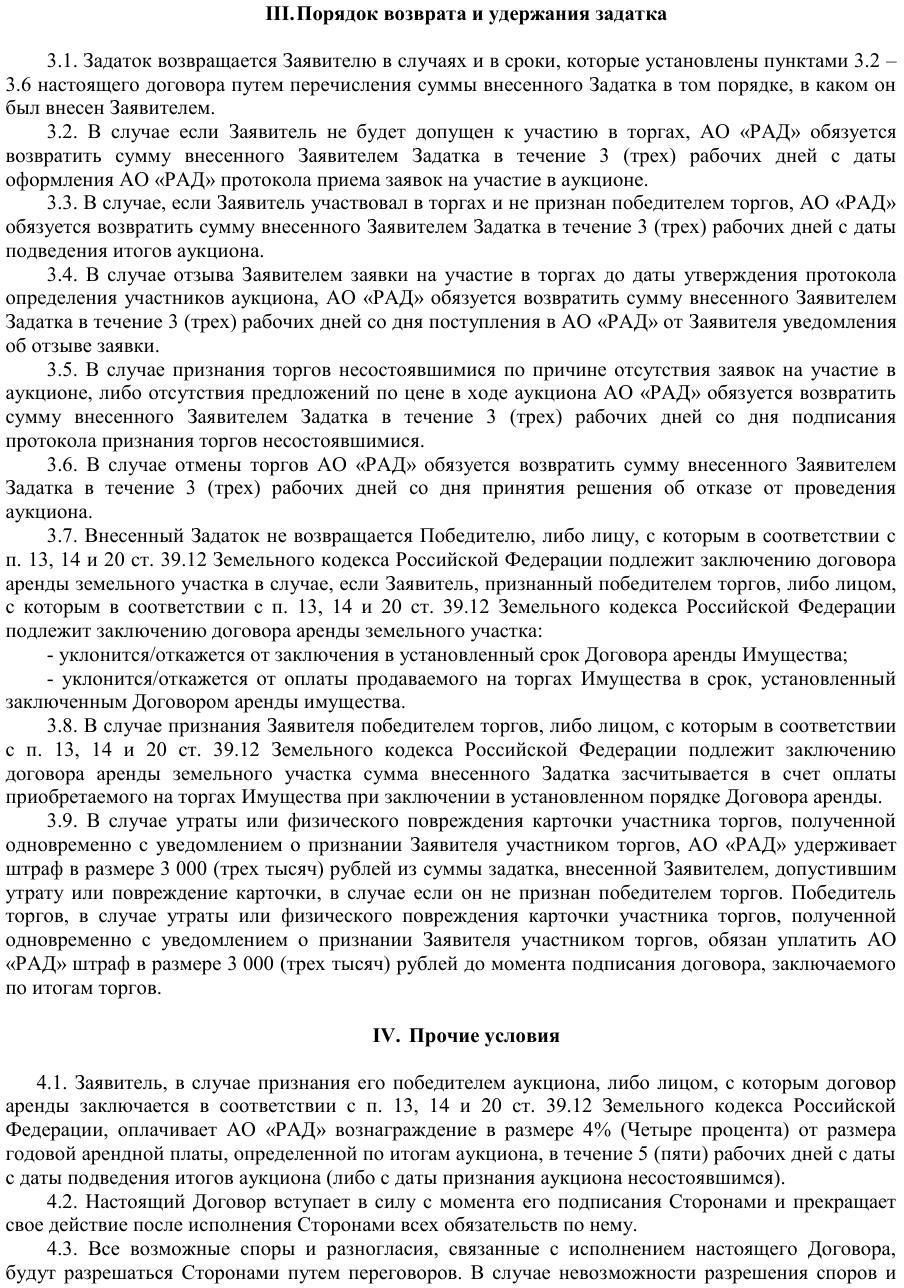 III. Порядок возврата и удержания задатка
3.1. Задаток возвращается Заявителю в случаях и в сроки, которые установлены пунктами 3.2 –
3.6 настоящего договора путем перечисления суммы внесенного Задатка в том порядке, в каком он
был внесен Заявителем.
3.2. В случае если Заявитель не будет допущен к участию в торгах, АО «РАД» обязуется
возвратить сумму внесенного Заявителем Задатка в течение 3 (трех) рабочих дней с даты
оформления АО «РАД» протокола приема заявок на участие в аукционе.
3.3. В случае, если Заявитель участвовал в торгах и не признан победителем торгов, АО «РАД»
обязуется возвратить сумму внесенного Заявителем Задатка в течение 3 (трех) рабочих дней с даты
подведения итогов аукциона.
3.4. В случае отзыва Заявителем заявки на участие в торгах до даты утверждения протокола
определения участников аукциона, АО «РАД» обязуется возвратить сумму внесенного Заявителем
Задатка в течение 3 (трех) рабочих дней со дня поступления в АО «РАД» от Заявителя уведомления
об отзыве заявки.
3.5. В случае признания торгов несостоявшимися по причине отсутствия заявок на участие в
аукционе, либо отсутствия предложений по цене в ходе аукциона АО «РАД» обязуется возвратить
сумму внесенного Заявителем Задатка в течение 3 (трех) рабочих дней со дня подписания
протокола признания торгов несостоявшимися.
3.6. В случае отмены торгов АО «РАД» обязуется возвратить сумму внесенного Заявителем
Задатка в течение 3 (трех) рабочих дней со дня принятия решения об отказе от проведения
аукциона.
3.7. Внесенный Задаток не возвращается Победителю, либо лицу, с которым в соответствии с
п. 13, 14 и 20 ст. 39.12 Земельного кодекса Российской Федерации подлежит заключению договора
аренды земельного участка в случае, если Заявитель, признанный победителем торгов, либо лицом,
с которым в соответствии с п. 13, 14 и 20 ст. 39.12 Земельного кодекса Российской Федерации
подлежит заключению договора аренды земельного участка:
- уклонится/откажется от заключения в установленный срок Договора аренды Имущества;
- уклонится/откажется от оплаты продаваемого на торгах Имущества в срок, установленный
заключенным Договором аренды имущества.
3.8. В случае признания Заявителя победителем торгов, либо лицом, с которым в соответствии
с п. 13, 14 и 20 ст. 39.12 Земельного кодекса Российской Федерации подлежит заключению
договора аренды земельного участка сумма внесенного Задатка засчитывается в счет оплаты
приобретаемого на торгах Имущества при заключении в установленном порядке Договора аренды.
3.9. В случае утраты или физического повреждения карточки участника торгов, полученной
одновременно с уведомлением о признании Заявителя участником торгов, АО «РАД» удерживает
штраф в размере 3 000 (трех тысяч) рублей из суммы задатка, внесенной Заявителем, допустившим
утрату или повреждение карточки, в случае если он не признан победителем торгов. Победитель
торгов, в случае утраты или физического повреждения карточки участника торгов, полученной
одновременно с уведомлением о признании Заявителя участником торгов, обязан уплатить АО
«РАД» штраф в размере 3 000 (трех тысяч) рублей до момента подписания договора, заключаемого
по итогам торгов.
IV. Прочие условия
4.1. Заявитель, в случае признания его победителем аукциона, либо лицом, с которым договор
аренды заключается в соответствии с п. 13, 14 и 20 ст. 39.12 Земельного кодекса Российской
Федерации, оплачивает АО «РАД» вознаграждение в размере 4% (Четыре процента) от размера
годовой арендной платы, определенной по итогам аукциона, в течение 5 (пяти) рабочих дней с даты
с даты подведения итогов аукциона (либо с даты признания аукциона несостоявшимся).
4.2. Настоящий Договор вступает в силу с момента его подписания Сторонами и прекращает
свое действие после исполнения Сторонами всех обязательств по нему.
4.3. Все возможные споры и разногласия, связанные с исполнением настоящего Договора,
будут разрешаться Сторонами путем переговоров. В случае невозможности разрешения споров и